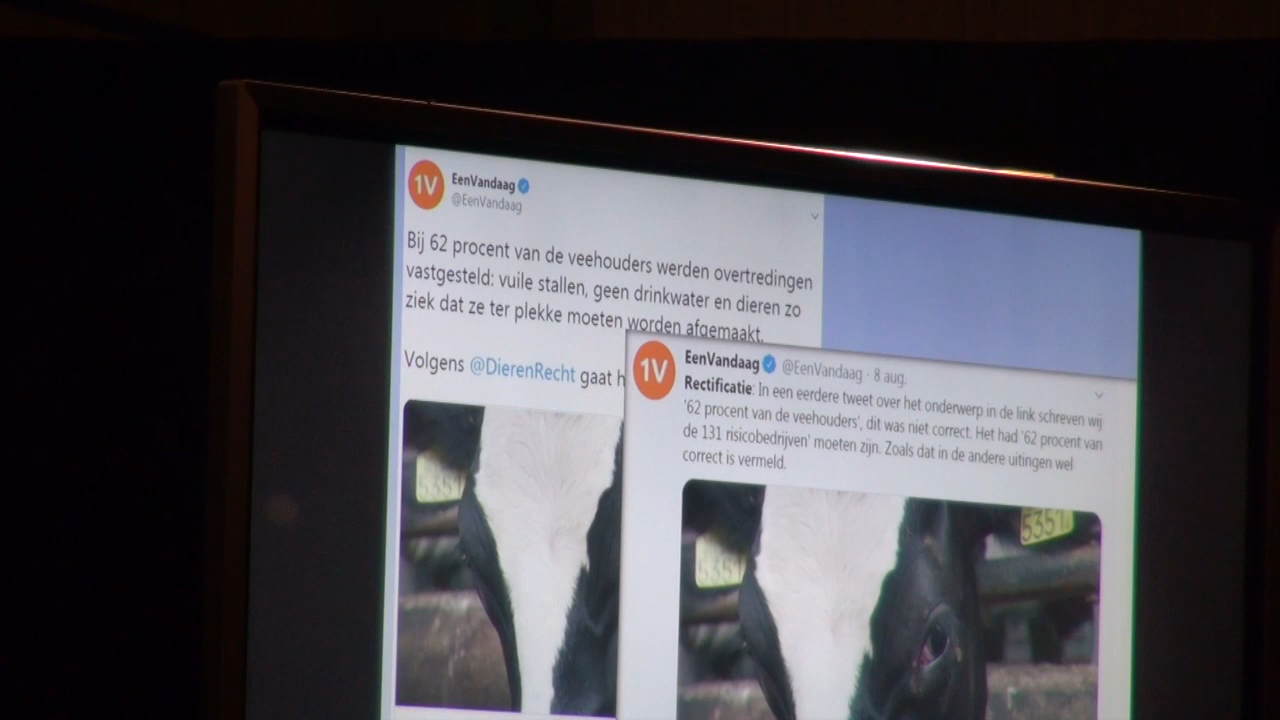 1V
EenVandaag
@EenVandaag
Bij 62 procent van de veehouders werden overtredingen
vastgesteld: vuile stallen, geen drinkwater en dieren zo
ziek dat ze ter plekke moeten worden afgemaakt.
Volgens @DierenRecht gaat h
5351
1V
EenVandaag @EenVandaag · 8 aug.
Rectificatie: In een eerdere tweet over het onderwerp in de link schreven wij
'62 procent van de veehouders', dit was niet correct. Het had '62 procent van
de 131 risicobedrijven' moeten zijn. Zoals dat in de andere uitingen wel
correct is vermeld.
5351
5351